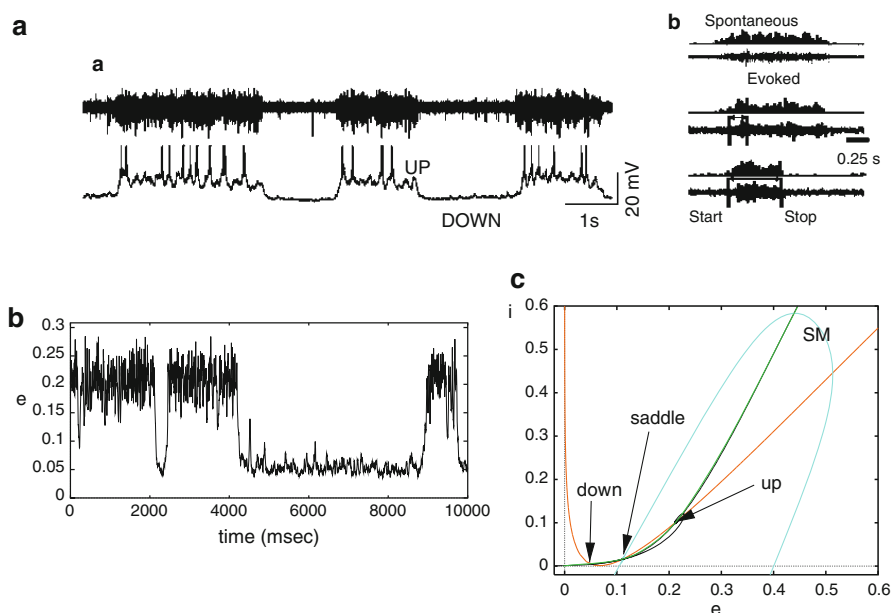 a
a
UP
DOWN
1s
20 mV
b
Spontaneous
Evoked
0.25 s
Start Stop
b
0.3
0.25
0.2
e
0.15
0.1
0.05
0
0 2000 4000 6000 8000 10000
time (msec)
c
i
0.6
0.5
0.4
0.3
0.2
0.1
0
SM
saddle
down
up
0 0.1 0.2 0.3 0.4 0.5 0.6
e